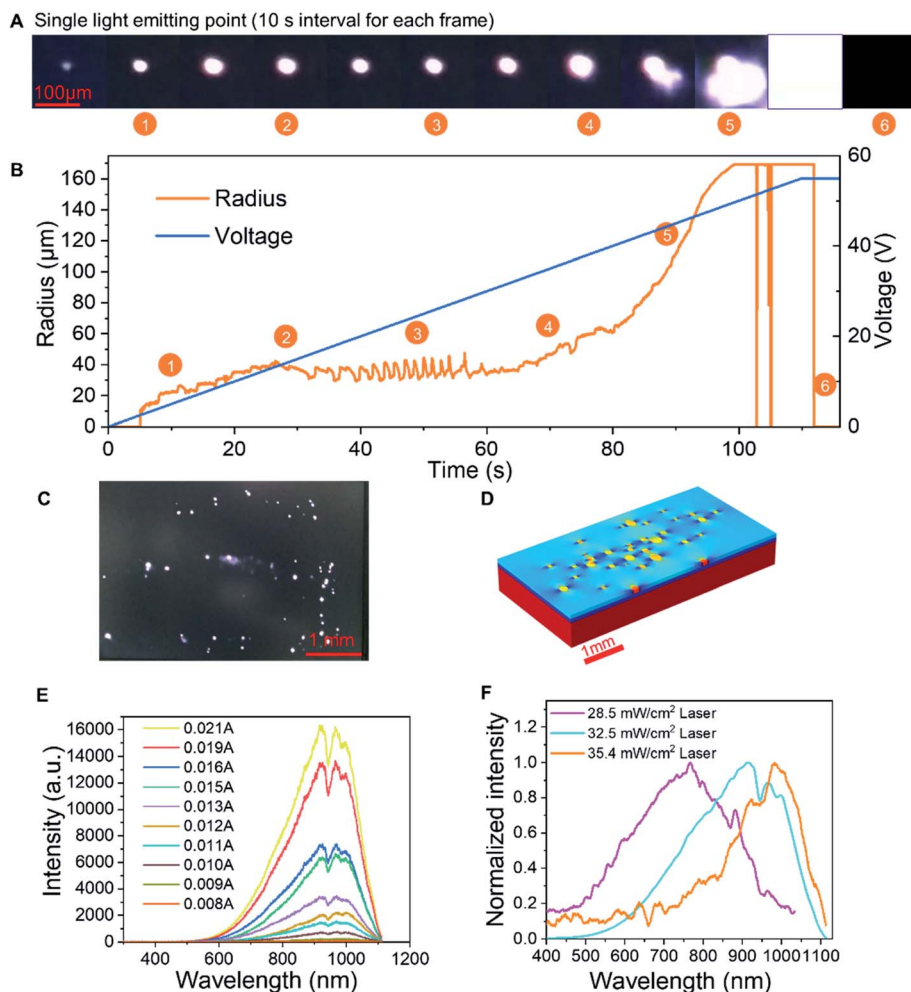 A Single light emitting point (10 s interval for each frame)
100μm
1 2 3 4 5 6
B
160
140
120
100
80
60
40
20
0
Radius (μm)
Radius
Voltage
1 2 3 4 5 6
60
40
20
0
Voltage (V)
0 20 40 60 80 100
Time (s)
C
1 mm
D
1mm
E
16000
14000
12000
10000
8000
6000
4000
2000
0
Intensity (a.u.)
0.021A
0.019A
0.016A
0.015A
0.013A
0.012A
0.011A
0.010A
0.009A
0.008A
400 600 800 1000 1200
Wavelength (nm)
F
1.2
1.0
0.8
0.6
0.4
0.2
0.0
Normalized intensity
28.5 mW/cm² Laser
32.5 mW/cm² Laser
35.4 mW/cm² Laser
400 500 600 700 800 900 1000 1100
Wavelength (nm)